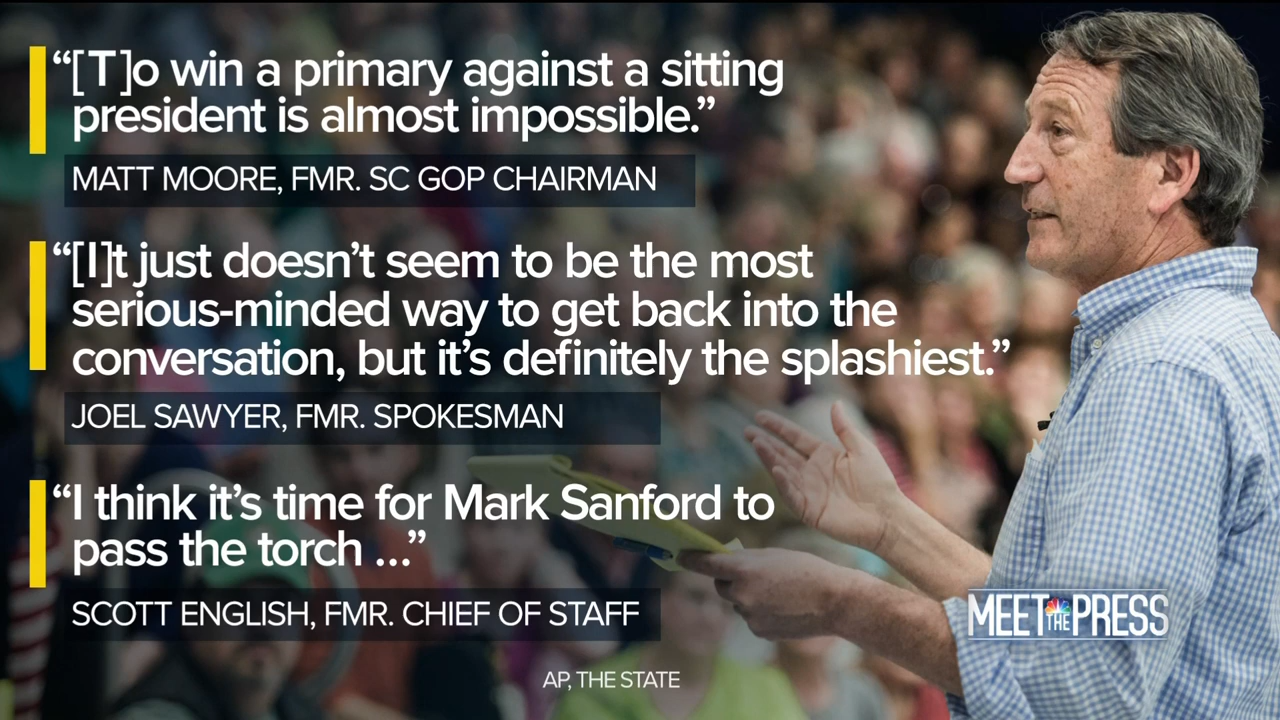 “[T]o win a primary against a sitting
president is almost impossible.”
MATT MOORE, FMR. SC GOP CHAIRMAN
“[I]t just doesn’t seem to be the most
serious-minded way to get back into the
conversation, but it’s definitely the splashiest.”
JOEL SAWYER, FMR. SPOKESMAN
“I think it’s time for Mark Sanford to
pass the torch ...”
SCOTT ENGLISH, FMR. CHIEF OF STAFF
MEET THE PRESS
AP, THE STATE